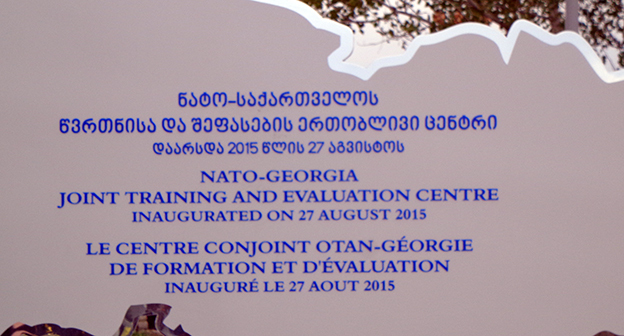 ნატო-საქართველოს
წვრთნისა და შეფასების ერთობლივი ცენტრი
დაარსდა 2015 წლის 27 აგვისტოს
NATO-GEORGIA
JOINT TRAINING AND EVALUATION CENTRE
INAUGURATED ON 27 AUGUST 2015
LE CENTRE CONJOINT OTAN-GÉORGIE
DE FORMATION ET D'ÉVALUATION
INAUGURÉ LE 27 AOUT 2015